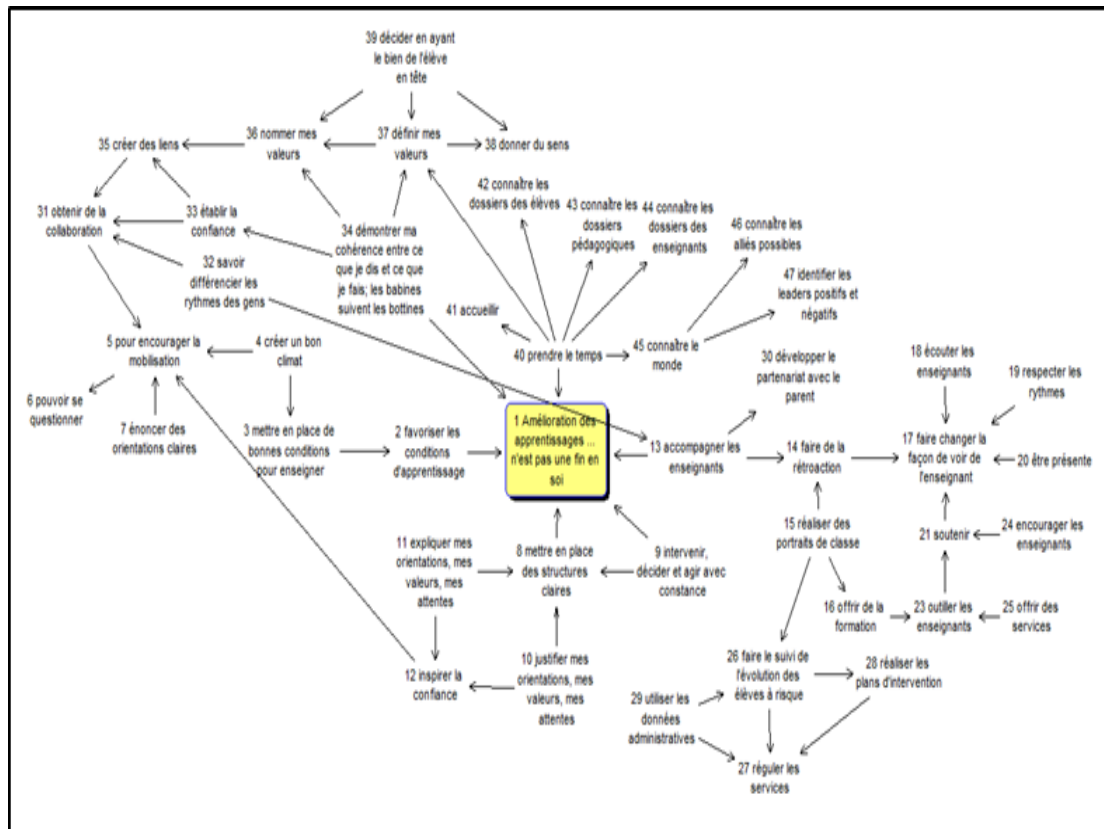 39 décider en ayant
le bien de l'élève
en tête
35 créer des liens
36 nommer mes
valeurs
37 définir mes
valeurs
38 donner du sens
42 connaître les
dossiers des élèves
43 connaître les
dossiers
pédagogiques
44 connaître les
dossiers des
enseignants
46 connaître les
alliés possibles
31 obtenir de la
collaboration
33 établir la
confiance
34 démontrer ma
cohérence entre ce
que je dis et ce que
je fais; les babines
suivent les bottines
32 savoir
différencier les
rythmes des gens
47 identifier les
leaders positifs et
négatifs
41 accueillir
40 prendre le temps
45 connaître le
monde
5 pour encourager la
mobilisation
4 créer un bon
climat
30 développer le
partenariat avec le
parent
18 écouter les
enseignants
19 respecter les
rythmes
6 pouvoir se
questionner
7 énoncer des
orientations claires
3 mettre en place de
bonnes conditions
pour enseigner
2 favoriser les
conditions
d'apprentissage
1 Amélioration des
apprentissages ...
n'est pas une fin en
soi
13 accompagner les
enseignants
14 faire de la
rétroaction
17 faire changer la
façon de voir de
l'enseignant
20 être présente
11 expliquer mes
orientations, mes
valeurs, mes
attentes
8 mettre en place
des structures
claires
9 intervenir,
décider et agir avec
constance
15 réaliser des
portraits de classe
21 soutenir
24 encourager les
enseignants
16 offrir de la
formation
23 outiller les
enseignants
25 offrir des
services
12 inspirer la
confiance
10 justifier mes
orientations, mes
valeurs, mes
attentes
26 faire le suivi de
l'évolution des
élèves à risque
28 réaliser les
plans d'intervention
29 utiliser les
données
administratives
27 réguler les
services